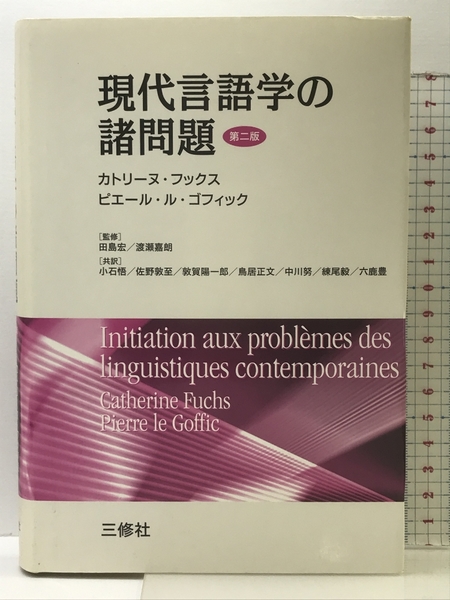 現代言語学の
諸問題 第二版
カトリーヌ・フックス
ピエール・ル・ゴフィック
[監修]
田島宏／渡瀬嘉朗
[共訳]
小石悟／佐野敦至／敦賀陽一郎／鳥居正文／中川努／練尾毅／六鹿豊
Initiation aux problèmes des
linguistiques contemporaines
Catherine Fuchs
Pierre le Goffic
三修社